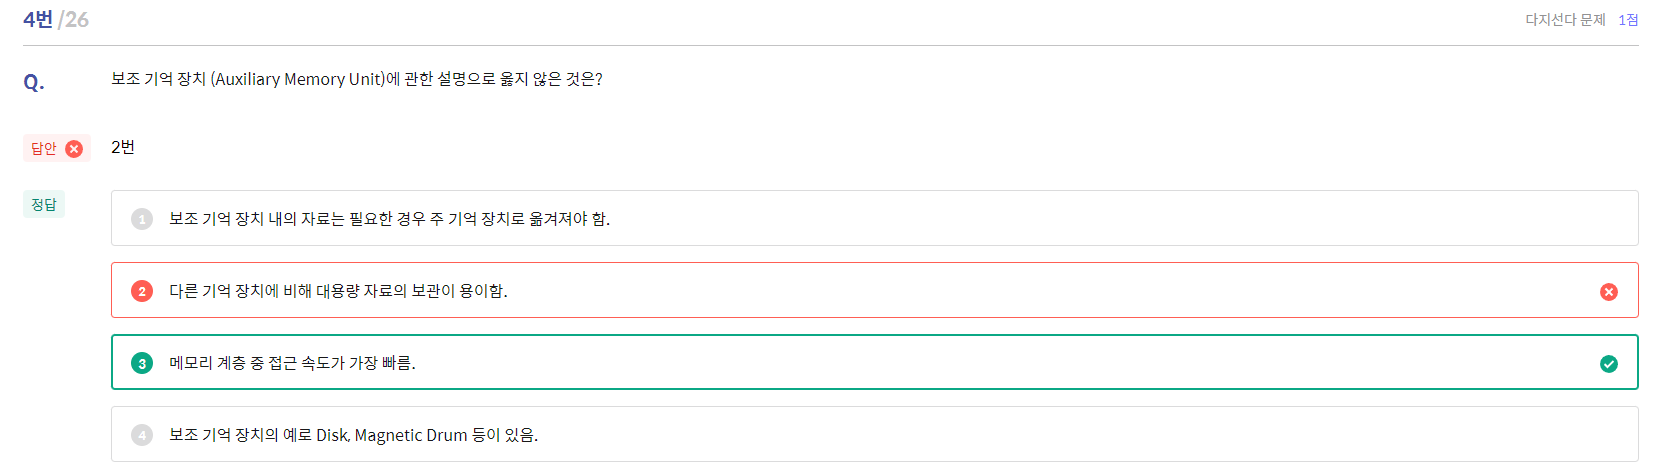 4번 /26
다지선다 문제 1점
Q. 보조 기억 장치 (Auxiliary Memory Unit)에 관한 설명으로 옳지 않은 것은?
답안 2번
정답
1 보조 기억 장치 내의 자료는 필요한 경우 주 기억 장치로 옮겨져야 함.
2 다른 기억 장치에 비해 대용량 자료의 보관이 용이함.
3 메모리 계층 중 접근 속도가 가장 빠름.
4 보조 기억 장치의 예로 Disk, Magnetic Drum 등이 있음.